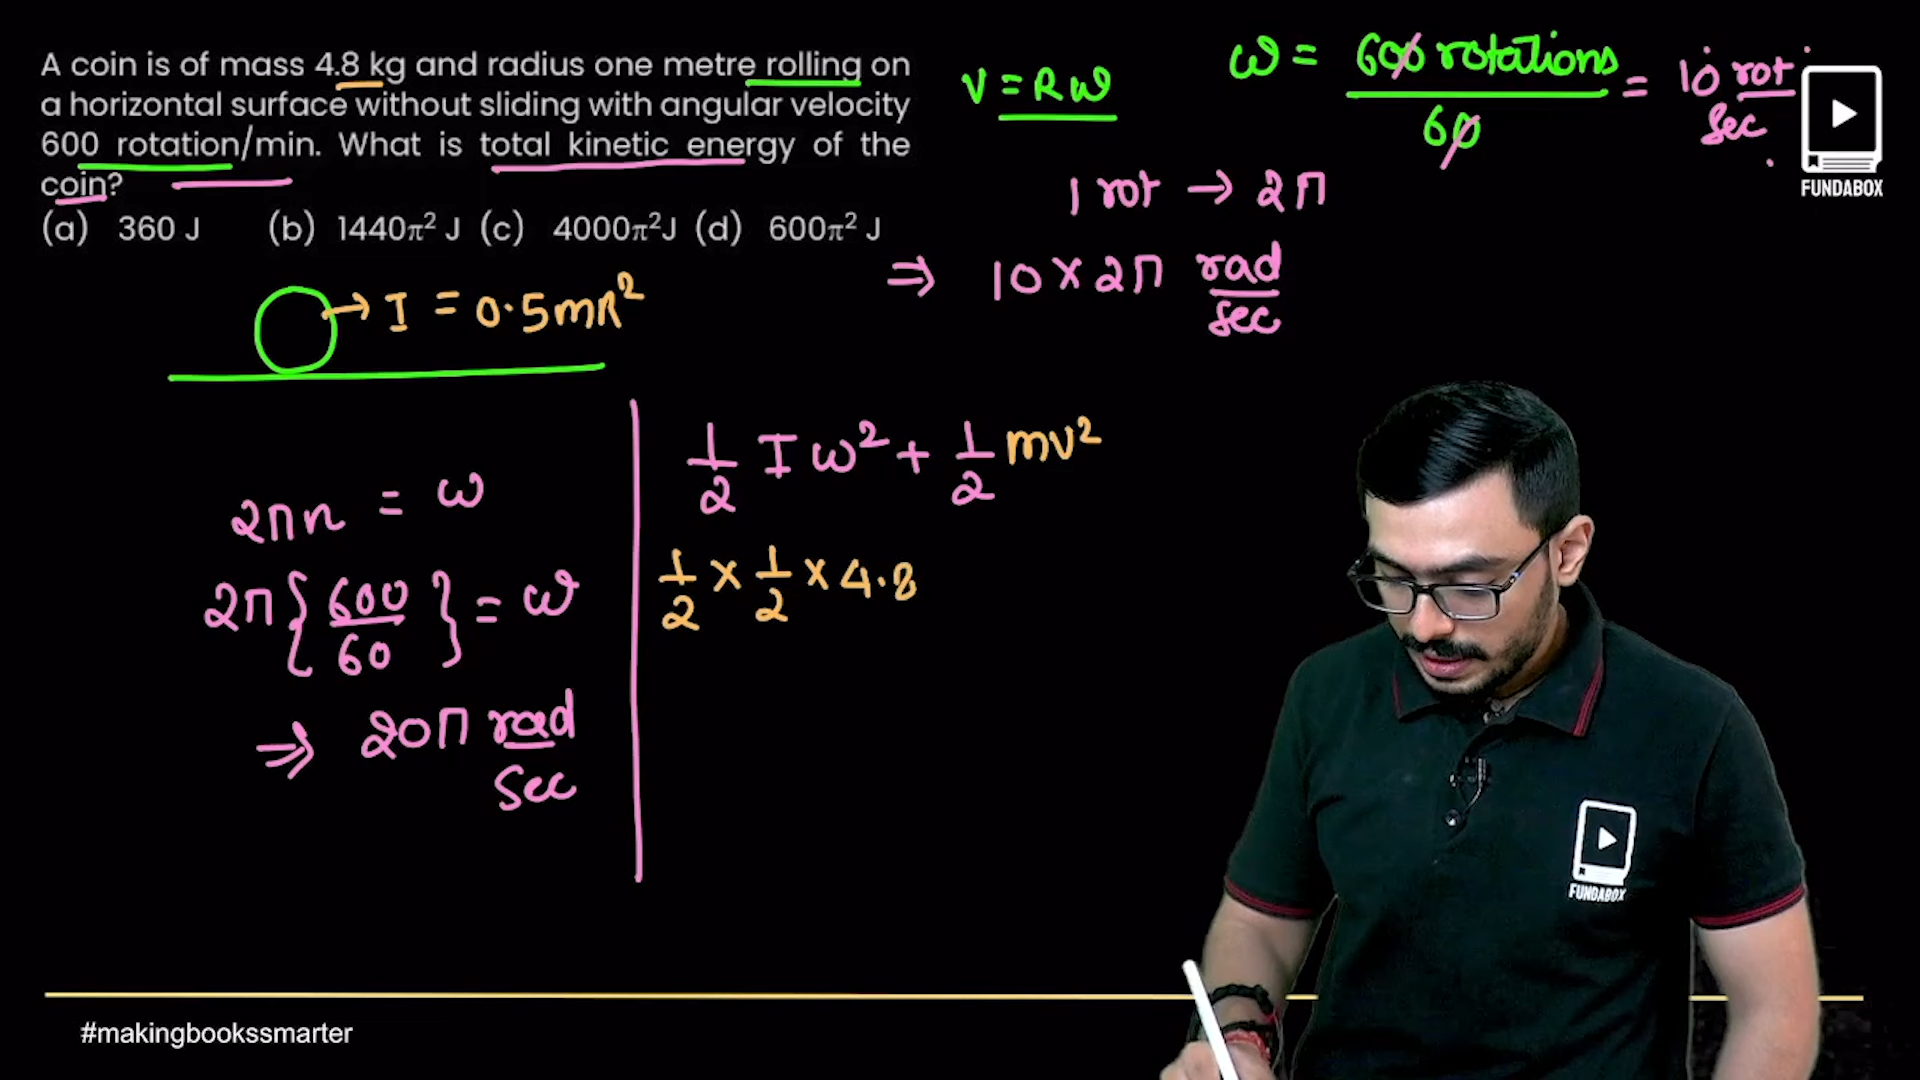 A coin is of mass 4.8 kg and radius one metre rolling on
a horizontal surface without sliding with angular velocity
600 rotation/min. What is total kinetic energy of the
coin?
(a) 360 J (b) 1440π² J (c) 4000π²J (d) 600π² J
V = Rω
ω = 600 rotations / 60 = 10 rot/sec.
1 rot → 2π
⇒ 10 × 2π rad/sec
FUNDABOX
→ I = 0.5mR²
2πn = ω
2π{600/60} = ω
⇒ 20π rad/sec
1/2 I ω² + 1/2 mv²
1/2 × 1/2 × 4.8
FUNDABOX
#makingbookssmarter